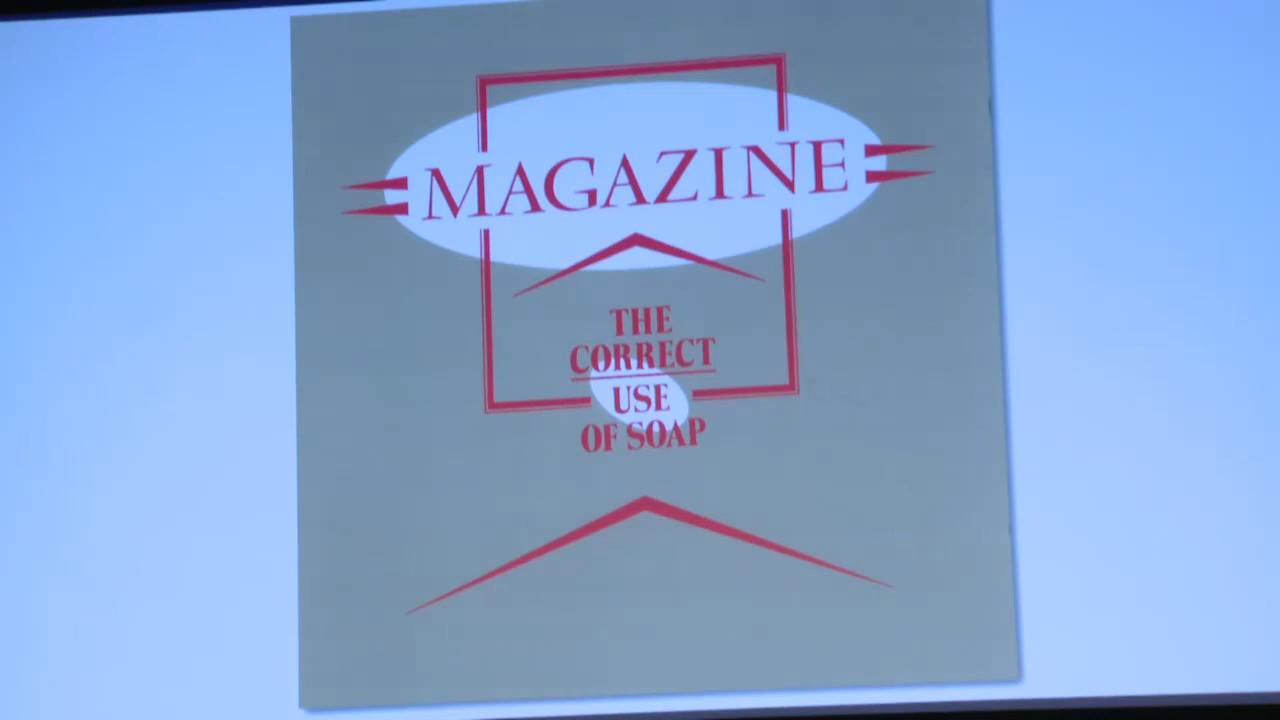 MAGAZINE
THE
CORRECT
USE
OF SOAP